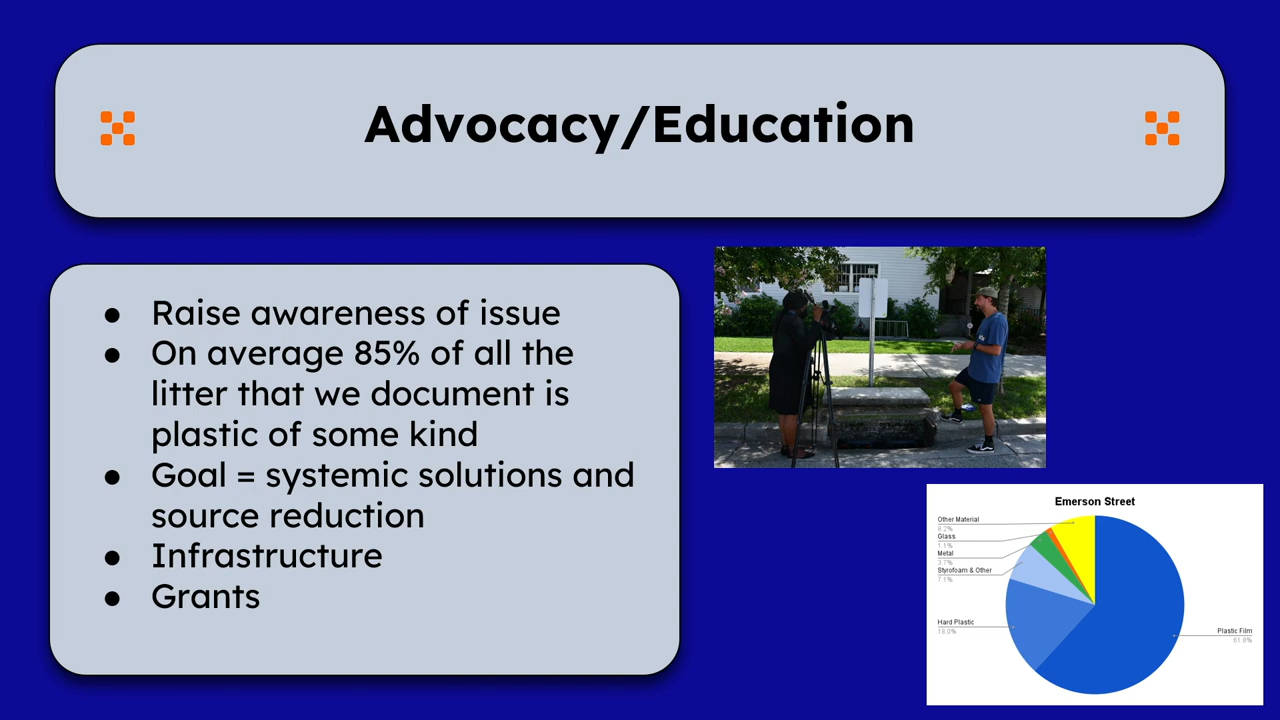 Advocacy/Education
● Raise awareness of issue
● On average 85% of all the
litter that we document is
plastic of some kind
● Goal = systemic solutions and
source reduction
● Infrastructure
● Grants
Emerson Street
Other Material
8.2%
Glass
1.1%
Metal
3.7%
Styrofoam & Other
7.1%
Hard Plastic
18.0%
Plastic Film
61.8%